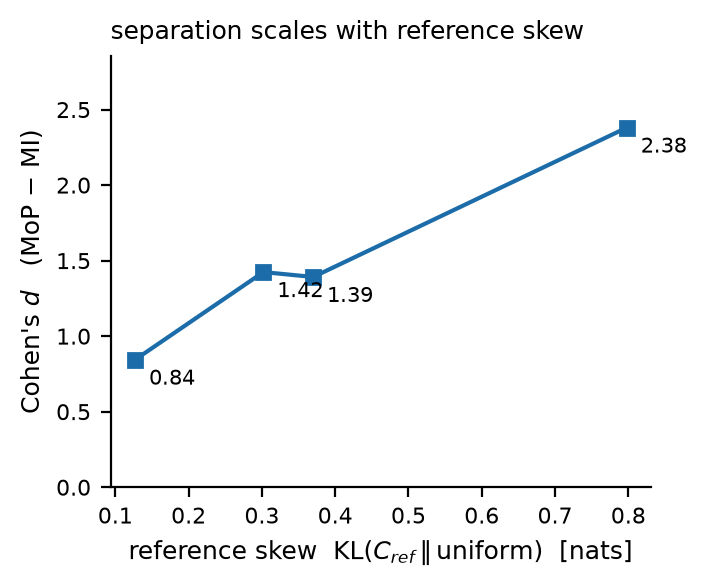 separation scales with reference skew
Cohen's d (MoP − MI)
2.5
2.0
1.5
1.0
0.5
0.0
0.84
1.42
1.39
2.38
0.1 0.2 0.3 0.4 0.5 0.6 0.7 0.8
reference skew KL(C_ref ∥ uniform) [nats]